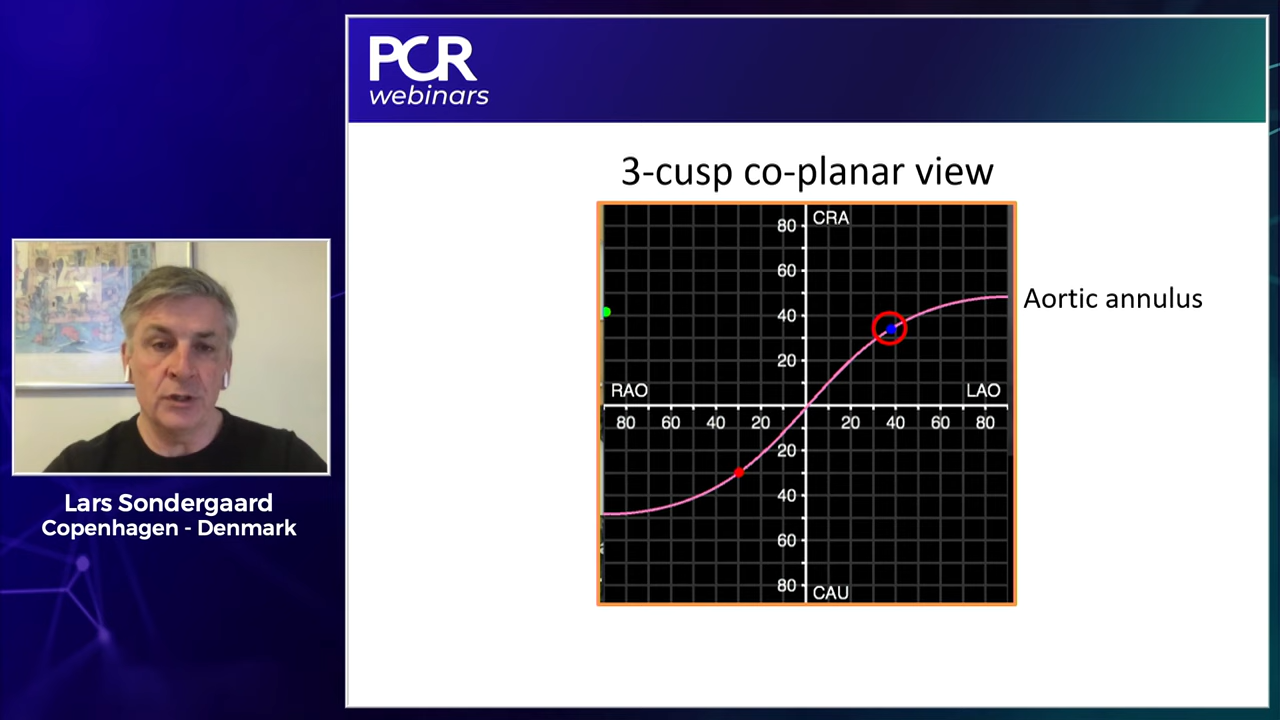 PCR
webinars
3-cusp co-planar view
CRA
80
60
40
20
RAO
LAO
80 60 40 20 20 40 60 80
20
40
60
80
CAU
Aortic annulus
Lars Sondergaard
Copenhagen - Denmark